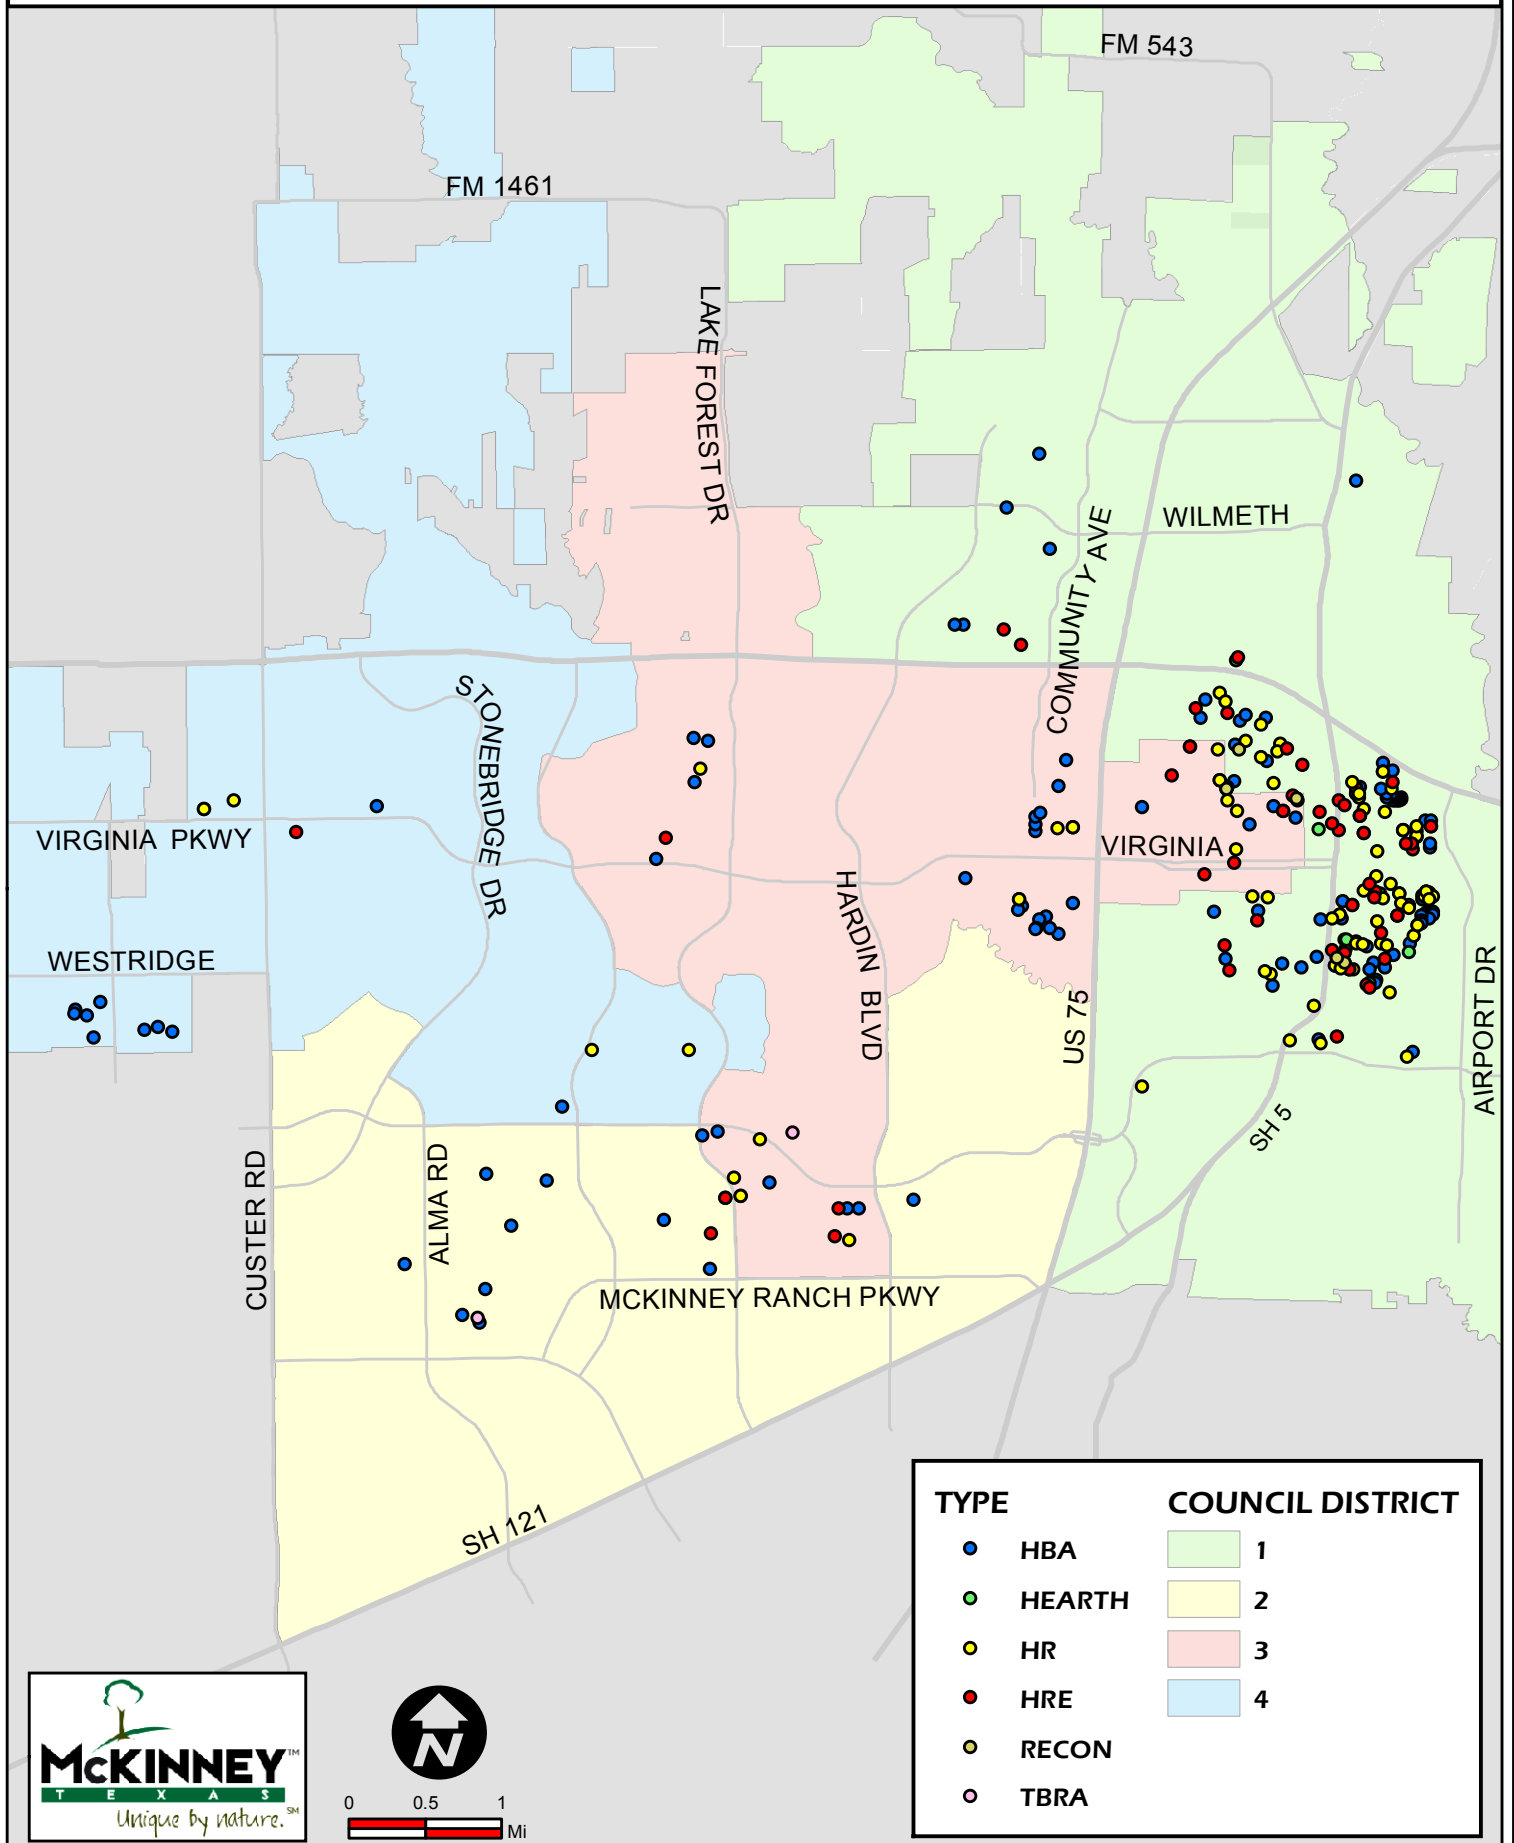 FM 543
FM 1461
LAKE FOREST DR
WILMETH
COMMUNITY AVE
STONEBRIDGE DR
VIRGINIA PKWY
VIRGINIA
HARDIN BLVD
WESTRIDGE
US 75
AIRPORT DR
SH 5
CUSTER RD
ALMA RD
MCKINNEY RANCH PKWY
SH 121
TYPE
HBA
HEARTH
HR
HRE
RECON
TBRA
COUNCIL DISTRICT
1
2
3
4
McKINNEY™
TEXAS
Unique by nature.℠
N
0 0.5 1
Mi